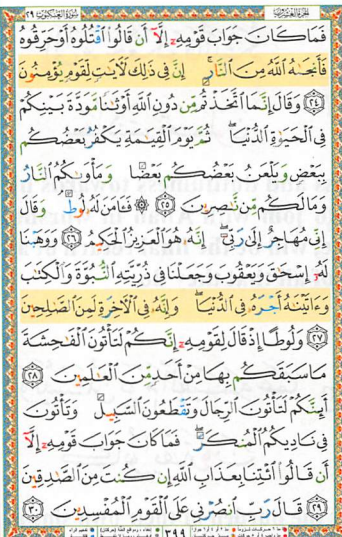 الجزء العشرون سورة العنكبوت ٢٩
فَمَا كَانَ جَوَابَ قَوْمِهِۦٓ إِلَّآ أَن قَالُوا۟ ٱقْتُلُوهُ أَوْ حَرِّقُوهُ
فَأَنجَىٰهُ ٱللَّهُ مِنَ ٱلنَّارِ ۚ إِنَّ فِى ذَٰلِكَ لَـَٔايَـٰتٍ لِّقَوْمٍ يُؤْمِنُونَ
٢٤ وَقَالَ إِنَّمَا ٱتَّخَذْتُم مِّن دُونِ ٱللَّهِ أَوْثَـٰنًا مَّوَدَّةَ بَيْنِكُمْ
فِى ٱلْحَيَوٰةِ ٱلدُّنْيَا ۖ ثُمَّ يَوْمَ ٱلْقِيَـٰمَةِ يَكْفُرُ بَعْضُكُم
بِبَعْضٍ وَيَلْعَنُ بَعْضُكُم بَعْضًا وَمَأْوَىٰكُمُ ٱلنَّارُ
وَمَا لَكُم مِّن نَّـٰصِرِينَ ٢٥ ۞ فَـَٔامَنَ لَهُۥ لُوطٌ ۘ وَقَالَ
إِنِّى مُهَاجِرٌ إِلَىٰ رَبِّىٓ ۖ إِنَّهُۥ هُوَ ٱلْعَزِيزُ ٱلْحَكِيمُ ٢٦ وَوَهَبْنَا
لَهُۥٓ إِسْحَـٰقَ وَيَعْقُوبَ وَجَعَلْنَا فِى ذُرِّيَّتِهِ ٱلنُّبُوَّةَ وَٱلْكِتَـٰبَ
وَءَاتَيْنَـٰهُ أَجْرَهُۥ فِى ٱلدُّنْيَا ۖ وَإِنَّهُۥ فِى ٱلْـَٔاخِرَةِ لَمِنَ ٱلصَّـٰلِحِينَ
٢٧ وَلُوطًا إِذْ قَالَ لِقَوْمِهِۦٓ إِنَّكُمْ لَتَأْتُونَ ٱلْفَـٰحِشَةَ
مَا سَبَقَكُم بِهَا مِنْ أَحَدٍ مِّنَ ٱلْعَـٰلَمِينَ ٢٨
أَئِنَّكُمْ لَتَأْتُونَ ٱلرِّجَالَ وَتَقْطَعُونَ ٱلسَّبِيلَ وَتَأْتُونَ
فِى نَادِيكُمُ ٱلْمُنكَرَ ۖ فَمَا كَانَ جَوَابَ قَوْمِهِۦٓ إِلَّآ
أَن قَالُوا۟ ٱئْتِنَا بِعَذَابِ ٱللَّهِ إِن كُنتَ مِنَ ٱلصَّـٰدِقِينَ
٢٩ قَالَ رَبِّ ٱنصُرْنِى عَلَى ٱلْقَوْمِ ٱلْمُفْسِدِينَ ٣٠
٣٩٩